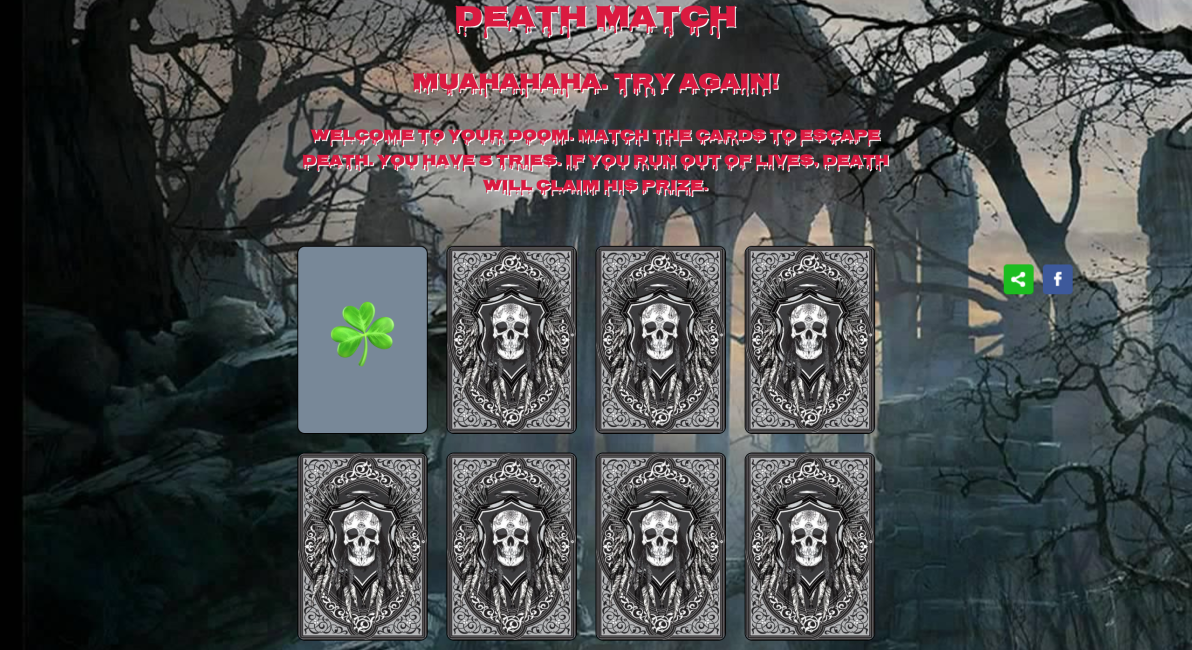 DEATH MATCH
MUAHAHAHA. TRY AGAIN!
WELCOME TO YOUR DOOM. MATCH THE CARDS TO ESCAPE
DEATH. YOU HAVE 5 TRIES. IF YOU RUN OUT OF LIVES, DEATH
WILL CLAIM HIS PRIZE.
f